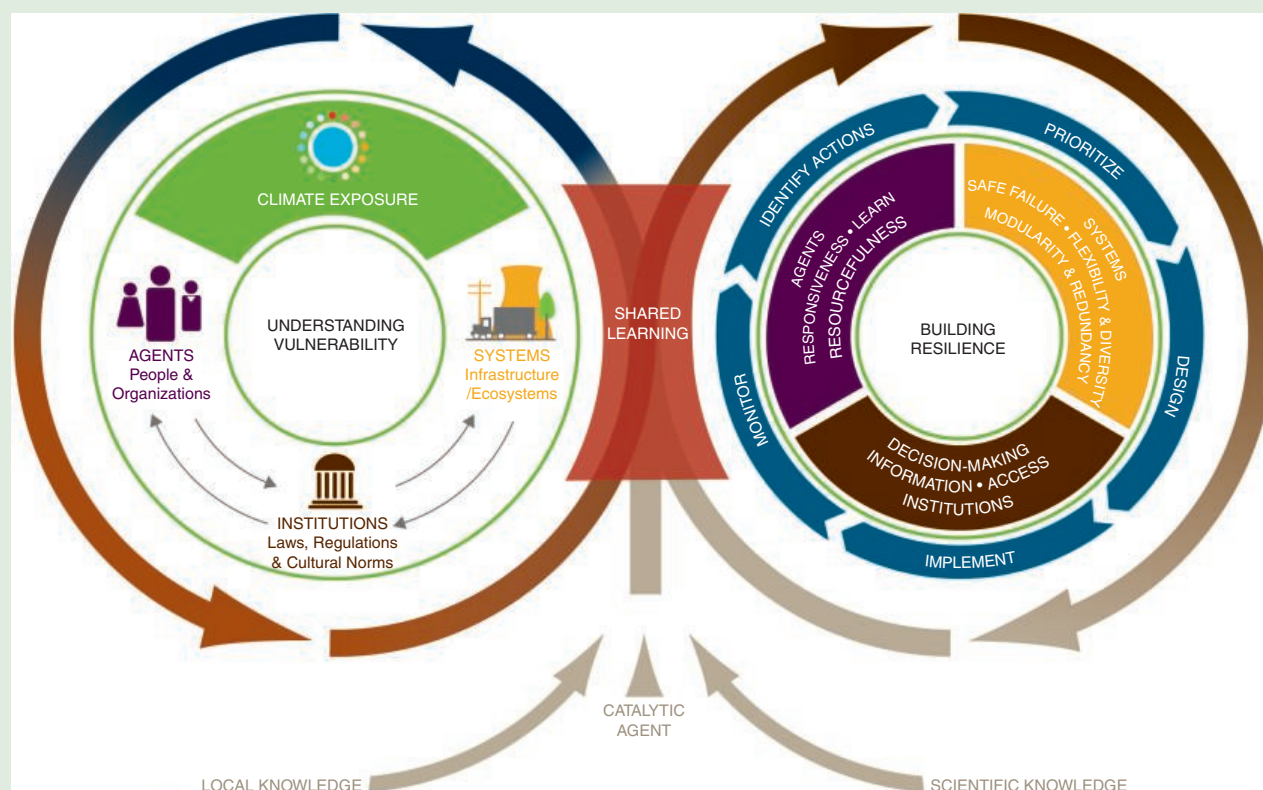 CLIMATE EXPOSURE
AGENTS
People &
Organizations
UNDERSTANDING
VULNERABILITY
SYSTEMS
Infrastructure
/Ecosystems
INSTITUTIONS
Laws, Regulations
& Cultural Norms
SHARED
LEARNING
IDENTIFY ACTIONS
PRIORITIZE
DESIGN
IMPLEMENT
MONITOR
AGENTS
RESPONSIVENESS • LEARN
RESOURCEFULNESS
SYSTEMS
SAFE FAILURE • FLEXIBILITY & DIVERSITY
MODULARITY & REDUNDANCY
BUILDING
RESILIENCE
DECISION-MAKING
INFORMATION • ACCESS
INSTITUTIONS
CATALYTIC
AGENT
LOCAL KNOWLEDGE
SCIENTIFIC KNOWLEDGE